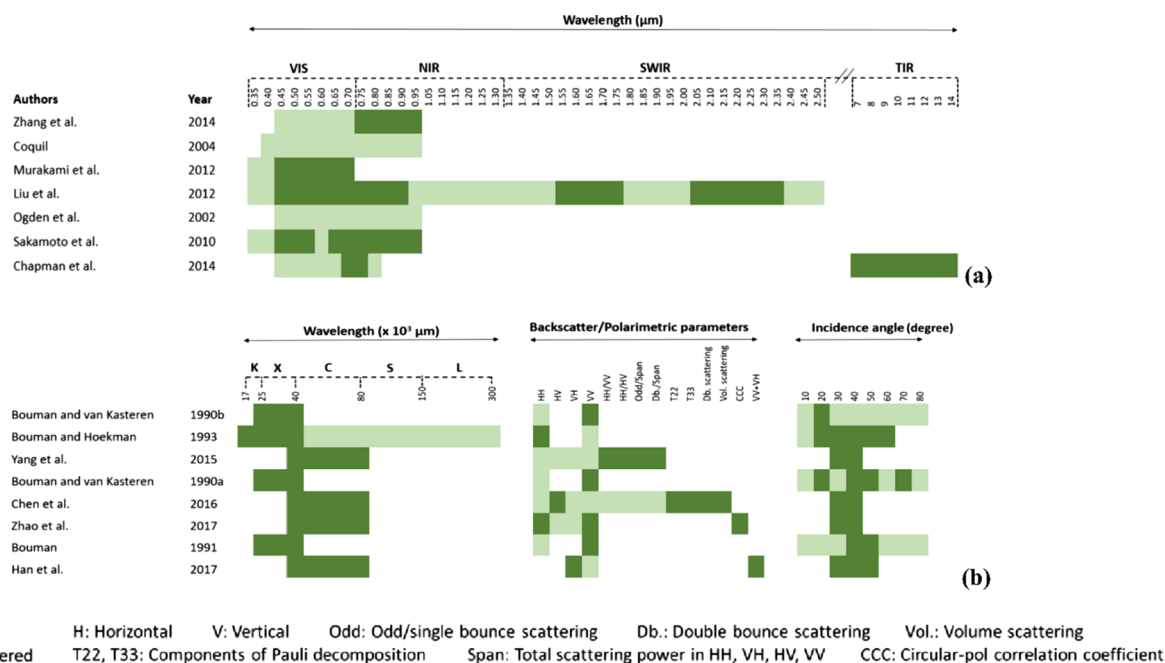 Wavelength (µm)
VIS NIR SWIR TIR
0.35 0.40 0.45 0.50 0.55 0.60 0.65 0.70 0.75 0.80 0.85 0.90 0.95 1.05 1.10 1.15 1.20 1.25 1.30 1.35 1.40 1.45 1.50 1.55 1.60 1.65 1.70 1.75 1.80 1.85 1.90 1.95 2.00 2.05 2.10 2.15 2.20 2.25 2.30 2.35 2.40 2.45 2.50 7 8 9 10 11 12 13 14
Authors Year
Zhang et al. 2014
Coquil 2004
Murakami et al. 2012
Liu et al. 2012
Ogden et al. 2002
Sakamoto et al. 2010
Chapman et al. 2014
(a)
Wavelength (x 10³ µm) Backscatter/Polarimetric parameters Incidence angle (degree)
K X C S L
17 25 40 80 150 300 HH HV VH VV HH/VV HH/HV Odd/Span Db./Span T22 T33 Db. scattering Vol. scattering CCC VV+VH 10 20 30 40 50 60 70 80
Bouman and van Kasteren 1990b
Bouman and Hoekman 1993
Yang et al. 2015
Bouman and van Kasteren 1990a
Chen et al. 2016
Zhao et al. 2017
Bouman 1991
Han et al. 2017
(b)
H: Horizontal V: Vertical Odd: Odd/single bounce scattering Db.: Double bounce scattering Vol.: Volume scattering
ered T22, T33: Components of Pauli decomposition Span: Total scattering power in HH, VH, HV, VV CCC: Circular-pol correlation coefficient